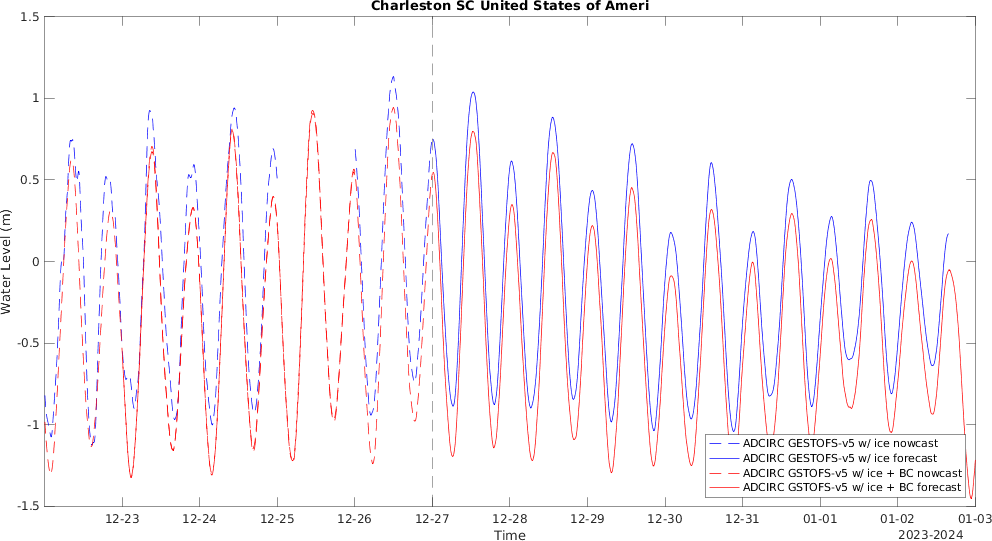 Charleston SC United States of Ameri
1.5
1
0.5
0
-0.5
-1
-1.5
Water Level (m)
ADCIRC GESTOFS-v5 w/ ice nowcast
ADCIRC GESTOFS-v5 w/ ice forecast
ADCIRC GSTOFS-v5 w/ ice + BC nowcast
ADCIRC GSTOFS-v5 w/ ice + BC forecast
12-23 12-24 12-25 12-26 12-27 12-28 12-29 12-30 12-31 01-01 01-02 01-03
Time
2023-2024